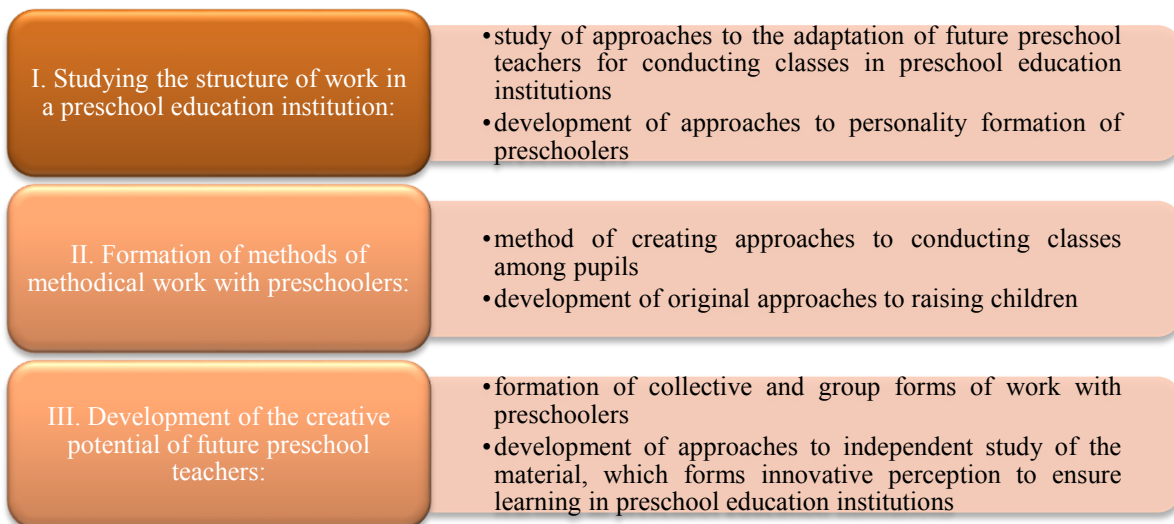 I. Studying the structure of work in
a preschool education institution:
•study of approaches to the adaptation of future preschool
teachers for conducting classes in preschool education
institutions
•development of approaches to personality formation of
preschoolers
II. Formation of methods of
methodical work with preschoolers:
•method of creating approaches to conducting classes
among pupils
•development of original approaches to raising children
III. Development of the creative
potential of future preschool
teachers:
•formation of collective and group forms of work with
preschoolers
•development of approaches to independent study of the
material, which forms innovative perception to ensure
learning in preschool education institutions